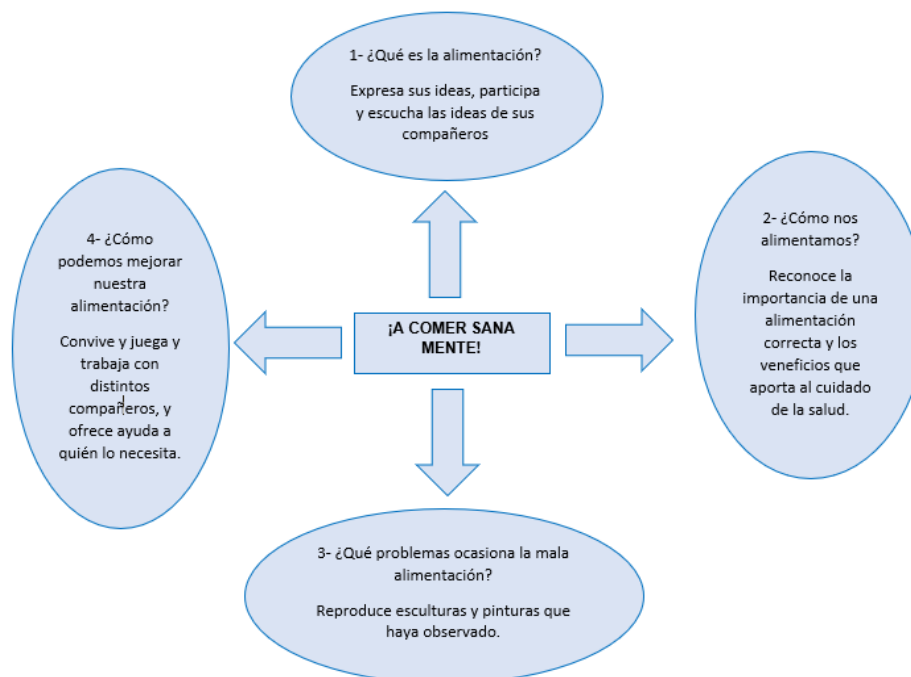 1- ¿Qué es la alimentación?
Expresa sus ideas, participa
y escucha las ideas de sus
compañeros
2- ¿Cómo nos
alimentamos?
Reconoce la
importancia de una
alimentación
correcta y los
veneficios que
aporta al cuidado
de la salud.
¡A COMER SANA
MENTE!
4- ¿Cómo
podemos mejorar
nuestra
alimentación?
Convive y juega y
trabaja con
distintos
compañeros, y
ofrece ayuda a
quién lo necesita.
3- ¿Qué problemas ocasiona la mala
alimentación?
Reproduce esculturas y pinturas que
haya observado.